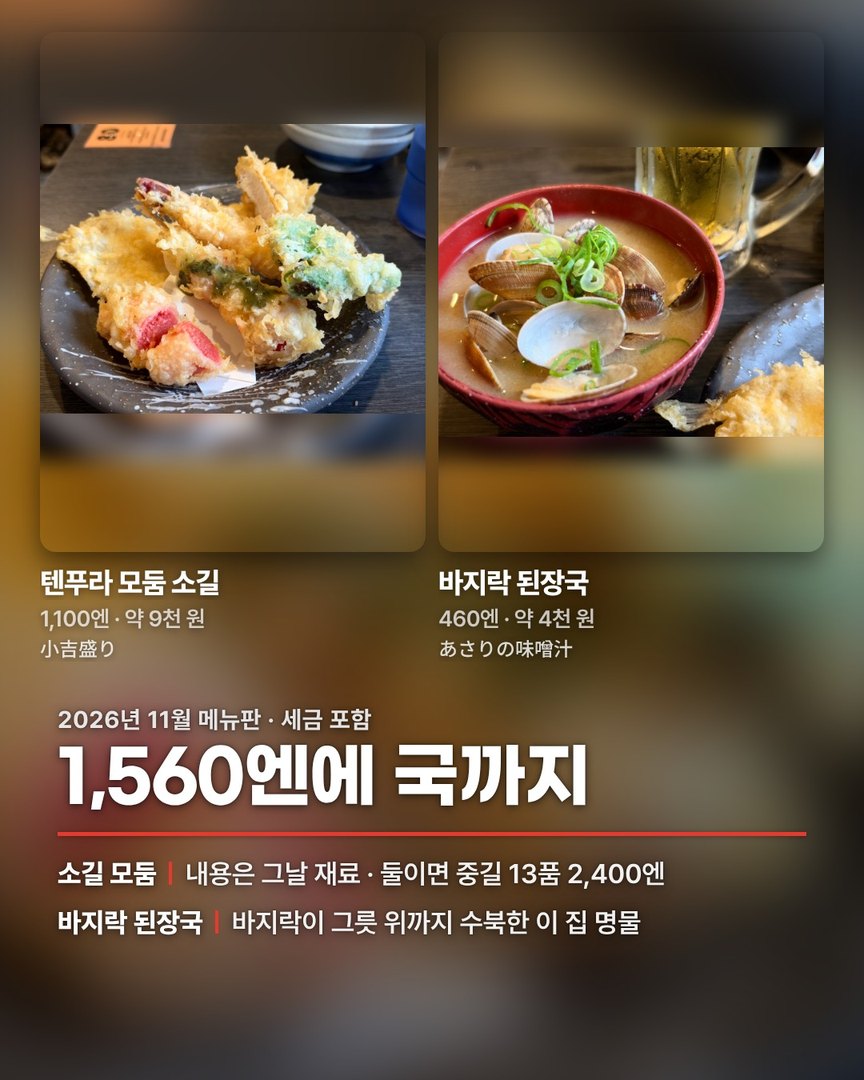 텐푸라 모둠 소길
1,100엔 · 약 9천 원
小吉盛り
바지락 된장국
460엔 · 약 4천 원
あさりの味噌汁
2026년 11월 메뉴판 · 세금 포함
1,560엔에 국까지
소길 모둠 | 내용은 그날 재료 · 둘이면 중길 13품 2,400엔
바지락 된장국 | 바지락이 그릇 위까지 수북한 이 집 명물